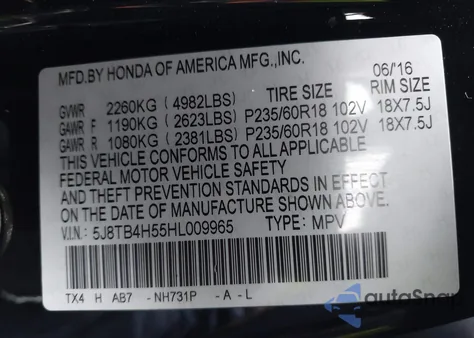 MFD.BY HONDA OF AMERICA MFG.,INC.
06/'16
TIRE SIZE RIM SIZE
GVWR 2260KG (4982LBS)
GAWR F 1190KG (2623LBS) P235/60R18 102V 18X7.5J
GAWR R 1080KG (2381LBS) P235/60R18 102V 18X7.5J
THIS VEHICLE CONFORMS TO ALL APPLICABLE
FEDERAL MOTOR VEHICLE SAFETY
AND THEFT PREVENTION STANDARDS IN EFFECT
ON THE DATE OF MANUFACTURE SHOWN ABOVE.
V.I.N.: 5J8TB4H55HL009965 TYPE: MPV
TX4 H AB7 -NH731P -A-L
autoSnap